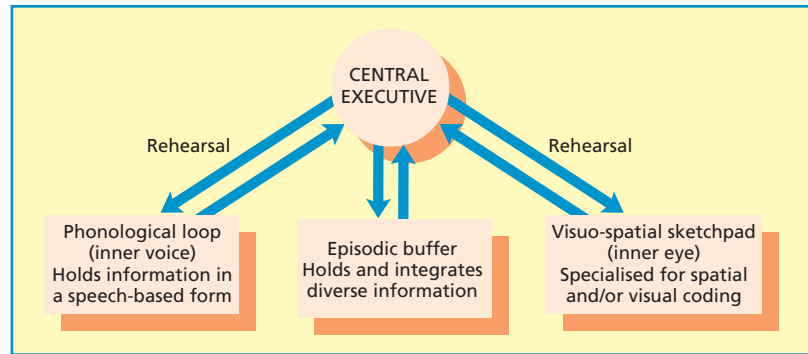 CENTRAL
EXECUTIVE
Rehearsal
Rehearsal
Phonological loop
(inner voice)
Holds information in
a speech-based form
Episodic buffer
Holds and integrates
diverse information
Visuo-spatial sketchpad
(inner eye)
Specialised for spatial
and/or visual coding